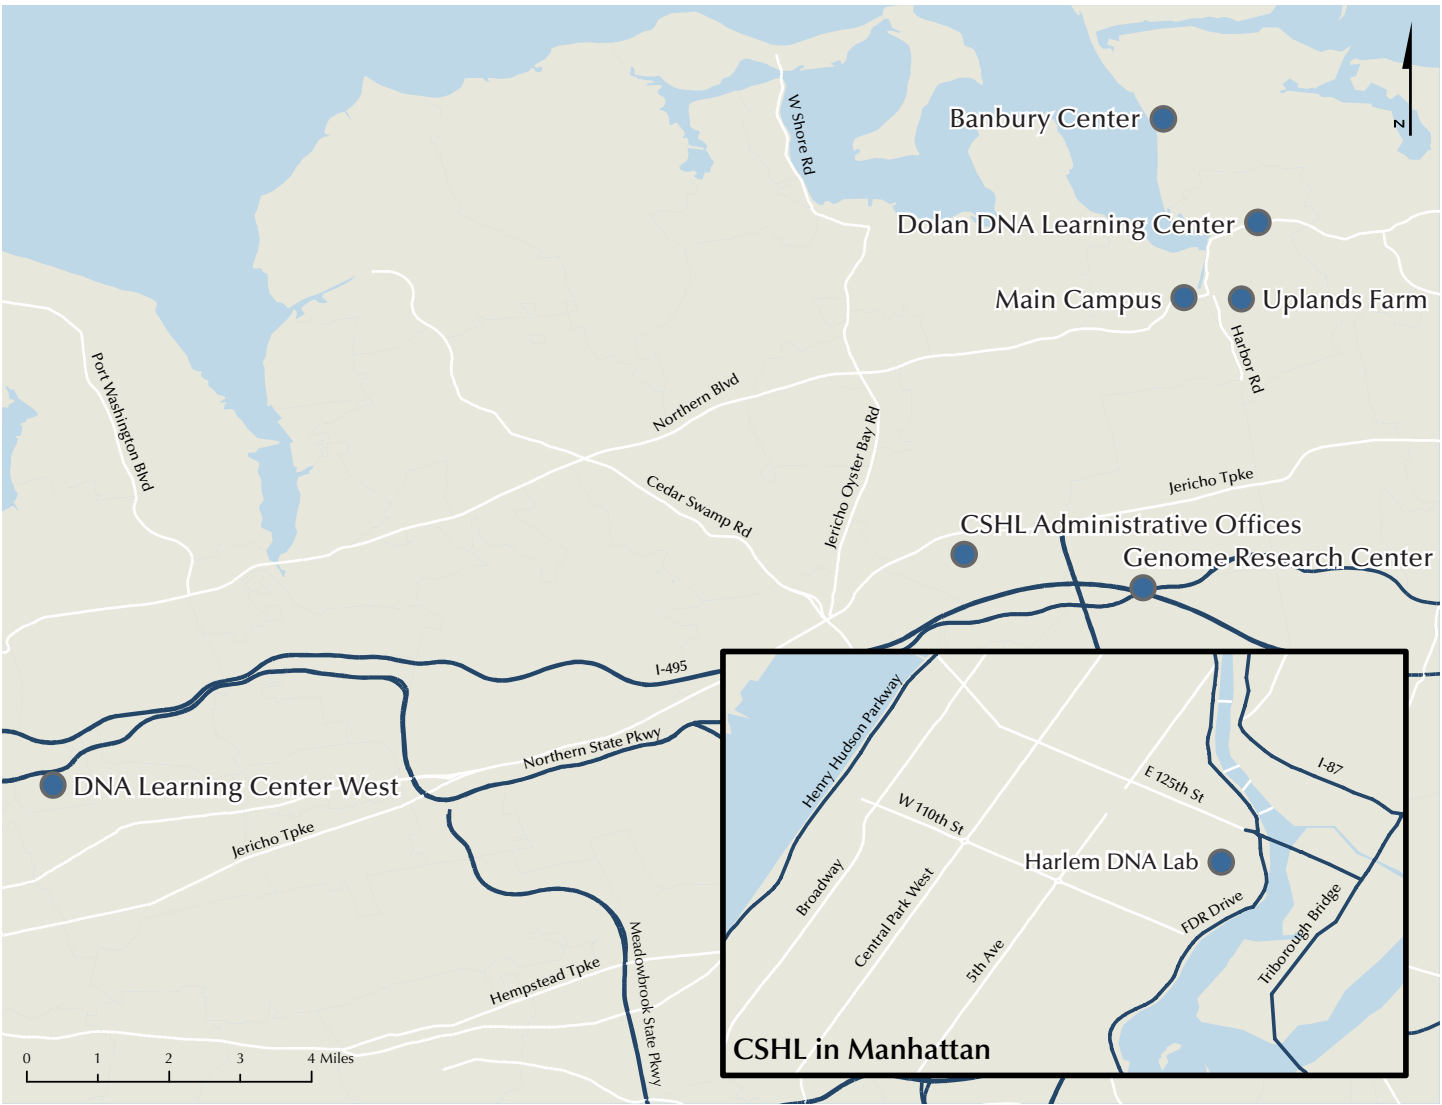 W Shore Rd
Banbury Center
N
Dolan DNA Learning Center
Main Campus
Uplands Farm
Harbor Rd
Port Washington Blvd
Northern Blvd
Jericho Oyster Bay Rd
Cedar Swamp Rd
Jericho Tpke
CSHL Administrative Offices
Genome Research Center
I-495
Northern State Pkwy
DNA Learning Center West
Jericho Tpke
Hempstead Tpke
Meadowbrook State Pkwy
0 1 2 3 4 Miles
Henry Hudson Parkway
I-87
E 125th St
W 110th St
Harlem DNA Lab
Broadway
Central Park West
5th Ave
FDR Drive
Triborough Bridge
CSHL in Manhattan